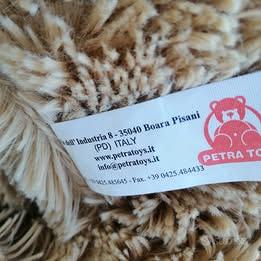 dell' Industria 8 - 35040 Boara Pisani
(PD) ITALY
www.petratoys.it
info@petratoys.it
0425.485645 - Fax +39 0425.484433
PETRA TO